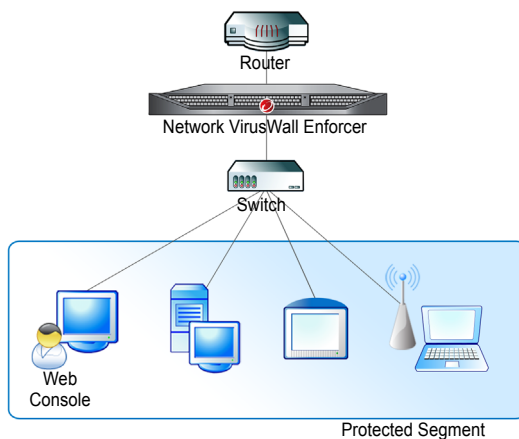 Router
Network VirusWall Enforcer
Switch
Web
Console
Protected Segment